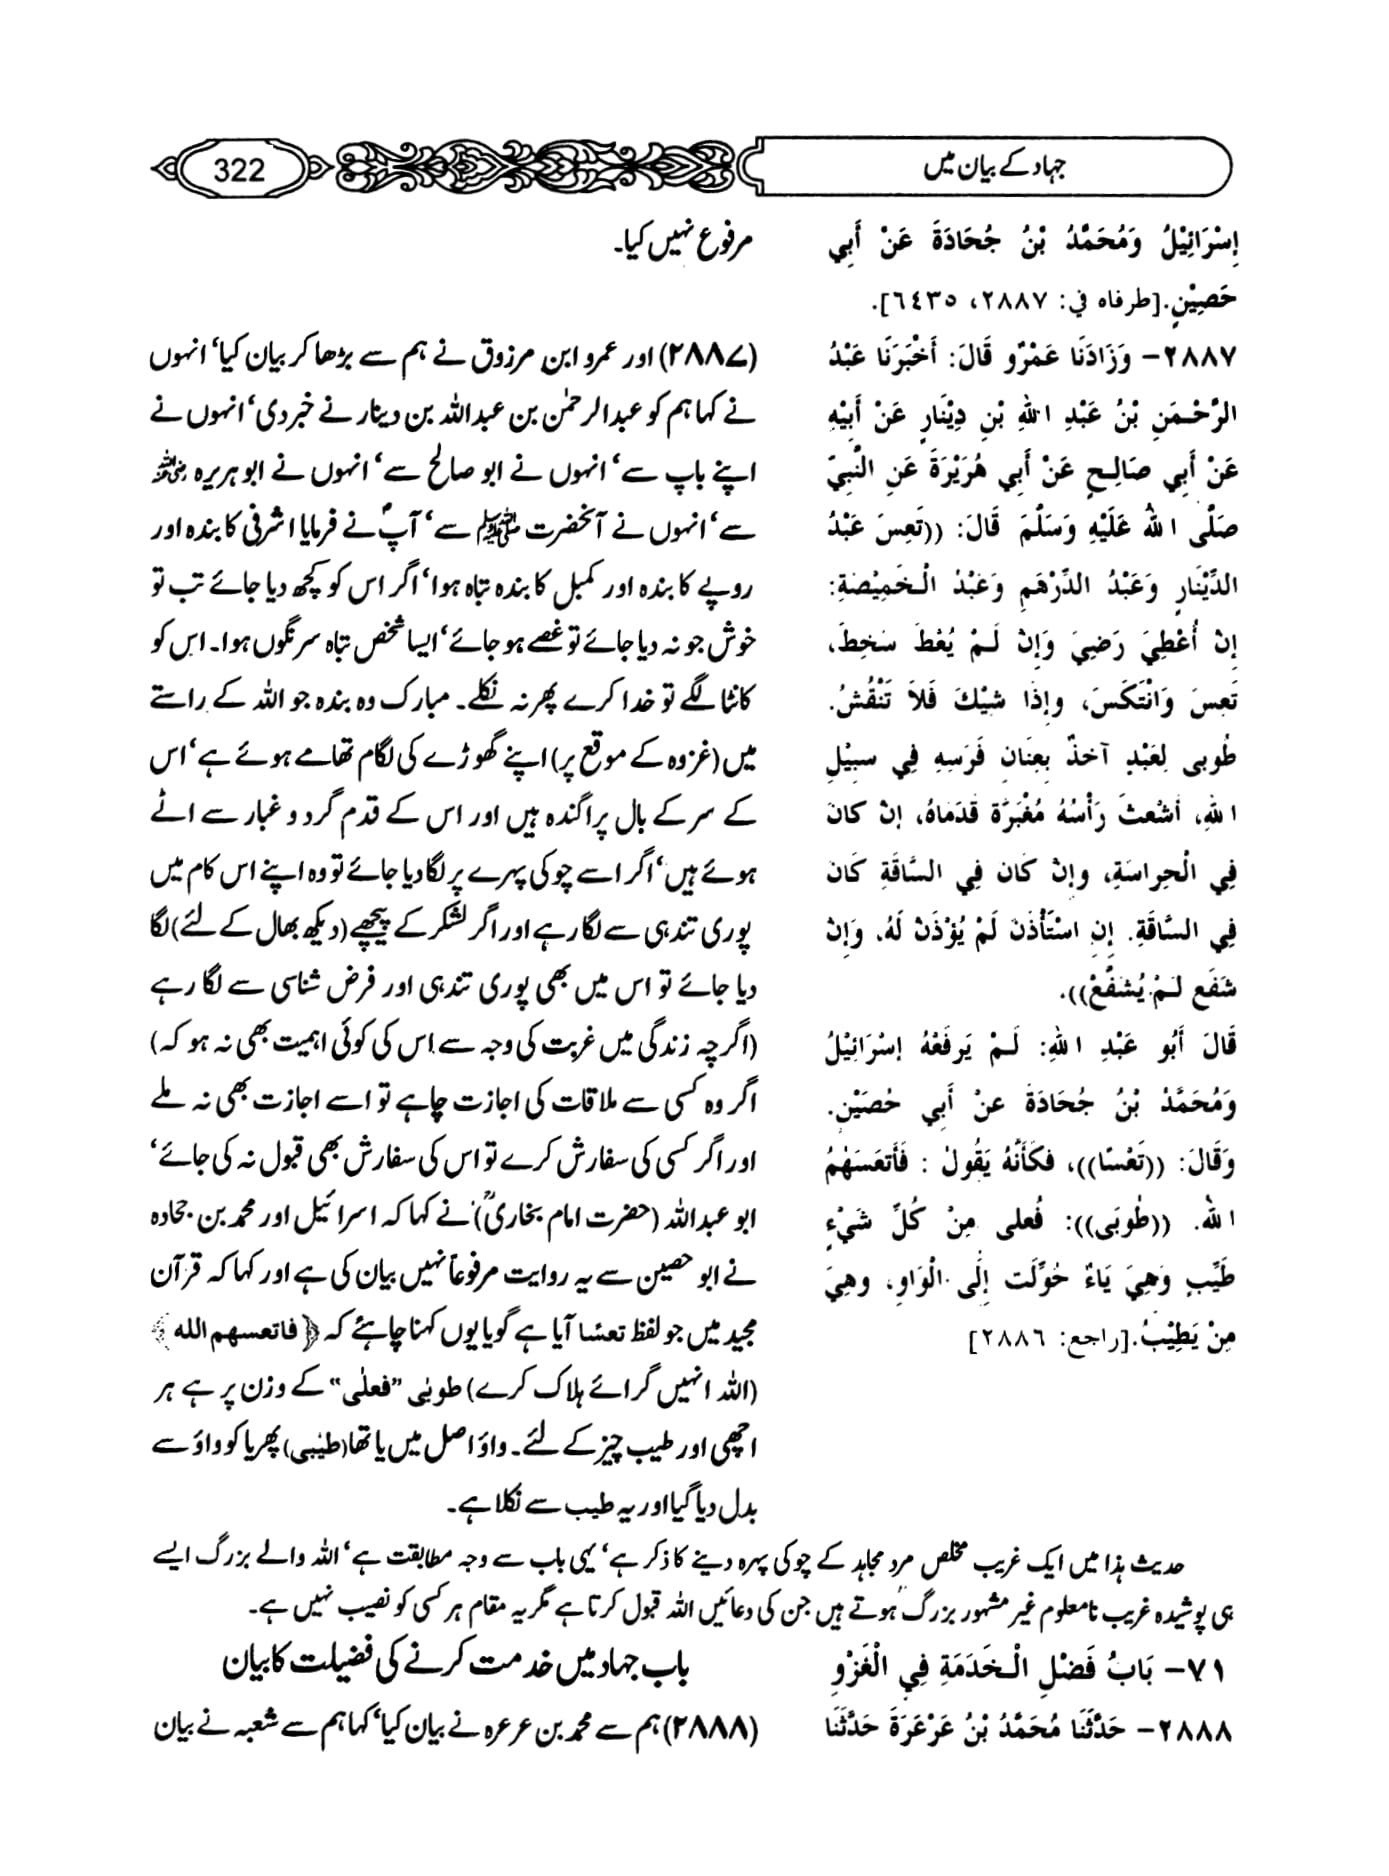 جہاد کے بیان میں
322
إِسْرَائِيْلُ وَمُحَمَّدُ بْنُ جُحَادَةَ عَنْ أَبِي
حَصِيْنٍ. [طرفاه في: ٢٨٨٧، ٦٤٣٥].
٢٨٨٧- وَزَادَنَا عَمْرٌو قَالَ: أَخْبَرَنَا عَبْدُ
الرَّحْمَنِ بْنُ عَبْدِ اللهِ بْنِ دِيْنَارٍ عَنْ أَبِيْهِ
عَنْ أَبِي صَالِحٍ عَنْ أَبِي هُرَيْرَةَ عَنِ النَّبِيِّ
صَلَّى اللهُ عَلَيْهِ وَسَلَّمَ قَالَ: ((تَعِسَ عَبْدُ
الدِّيْنَارِ وَعَبْدُ الدِّرْهَمِ وَعَبْدُ الْخَمِيْصَةِ:
إِنْ أُعْطِيَ رَضِيَ وَإِنْ لَمْ يُعْطَ سَخِطَ،
تَعِسَ وَانْتَكَسَ، وَإِذَا شِيْكَ فَلاَ تَنْقُشُ.
طُوبَى لِعَبْدٍ آخذٌ بِعِنَانِ فَرَسِهِ فِي سَبِيْلِ
اللهِ، أَشْعَثَ رَأْسُهُ مُغْبَرَّة قَدَمَاهُ، إِنْ كَانَ
فِي الْحِرَاسَةِ، وَإِنْ كَانَ فِي السَّاقَةِ كَانَ
فِي السَّاقَةِ. إِنِ اسْتَأْذَنَ لَمْ يُؤْذَنْ لَهُ، وَإِنْ
شَفَعَ لَمْ يُشَفَّعْ)).
قَالَ أَبُو عَبْدِ اللهِ: لَمْ يَرفَعْهُ إِسْرَائِيْلُ
وَمُحَمَّدُ بْنُ جُحَادَةَ عَنْ أَبِي حُصَيْنٍ.
وَقَالَ: ((تَعْسًا))، فَكَأَنَّهُ يَقُولُ : فَأَتعَسَهُمُ
اللهُ. ((طُوبَى)): فُعلى مِنْ كُلِّ شَيْءٍ
طَيِّبٍ وَهِيَ يَاءٌ حُوِّلَت إِلَى الْوَاوِ، وَهِيَ
مِنْ يَطِيْبُ. [راجع: ٢٨٨٦]
مرفوع نہیں کیا۔
(۲۸۸۷) اور عمرو ابن مرزوق نے ہم سے بڑھا کر بیان کیا‘ انہوں
نے کہا ہم کو عبدالرحمٰن بن عبداللہ بن دینار نے خبر دی‘ انہوں نے
اپنے باپ سے‘ انہوں نے ابو صالح سے‘ انہوں نے ابو ہریرہ رضی اللہ عنہ
سے‘ انہوں نے آنحضرت ﷺ سے‘ آپؐ نے فرمایا اشرفی کا بندہ اور
روپے کا بندہ اور کمبل کا بندہ تباہ ہوا‘ اگر اس کو کچھ دیا جائے تب تو
خوش جو نہ دیا جائے تو غصے ہو جائے‘ ایسا شخص تباہ سرنگوں ہوا۔ اس کو
کانٹا لگے تو خدا کرے پھر نہ نکلے۔ مبارک وہ بندہ جو اللہ کے راستے
میں (غزوہ کے موقع پر) اپنے گھوڑے کی لگام تھامے ہوئے ہے‘ اس
کے سر کے بال پراگندہ ہیں اور اس کے قدم گرد و غبار سے اٹے
ہوئے ہیں‘ اگر اسے چوکی پہرے پر لگا دیا جائے تو وہ اپنے اس کام میں
پوری تندہی سے لگا رہے اور اگر لشکر کے پیچھے (دیکھ بھال کے لئے) لگا
دیا جائے تو اس میں بھی پوری تندہی اور فرض شناسی سے لگا رہے
(اگرچہ زندگی میں غربت کی وجہ سے اس کی کوئی اہمیت بھی نہ ہو کہ)
اگر وہ کسی سے ملاقات کی اجازت چاہے تو اسے اجازت بھی نہ ملے
اور اگر کسی کی سفارش کرے تو اس کی سفارش بھی قبول نہ کی جائے‘
ابو عبداللہ (حضرت امام بخاریؒ) نے کہا کہ اسرائیل اور محمد بن جحادہ
نے ابو حصین سے یہ روایت مرفوعاً نہیں بیان کی ہے اور کہا کہ قرآن
مجید میں جو لفظ تعسًا آیا ہے گویا یوں کہنا چاہئے کہ ﴿ فاتعسهم الله ﴾
(اللہ انہیں گرائے ہلاک کرے) طوبٰی ”فعلٰی“ کے وزن پر ہے ہر
اچھی اور طیب چیز کے لئے۔ واؤ اصل میں یا تھا (طیبٰی) پھر یا کو واؤ سے
بدل دیا گیا اور یہ طیب سے نکلا ہے۔
حدیث ہذا میں ایک غریب مخلص مرد مجاہد کے چوکی پہرہ دینے کا ذکر ہے‘ یہی باب سے وجہ مطابقت ہے‘ اللہ والے بزرگ ایسے
ہی پوشیدہ غریب نامعلوم غیر مشہور بزرگ ہوتے ہیں جن کی دعائیں اللہ قبول کرتا ہے مگر یہ مقام ہر کسی کو نصیب نہیں ہے۔
٧١- بَابُ فَضْلِ الْخَدَمَةِ فِي الْغَزْوِ
باب جہاد میں خدمت کرنے کی فضیلت کا بیان
٢٨٨٨- حَدَّثَنَا مُحَمَّدُ بْنُ عَرْعَرَةَ حَدَّثَنَا
(۲۸۸۸) ہم سے محمد بن عرعرہ نے بیان کیا‘ کہا ہم سے شعبہ نے بیان